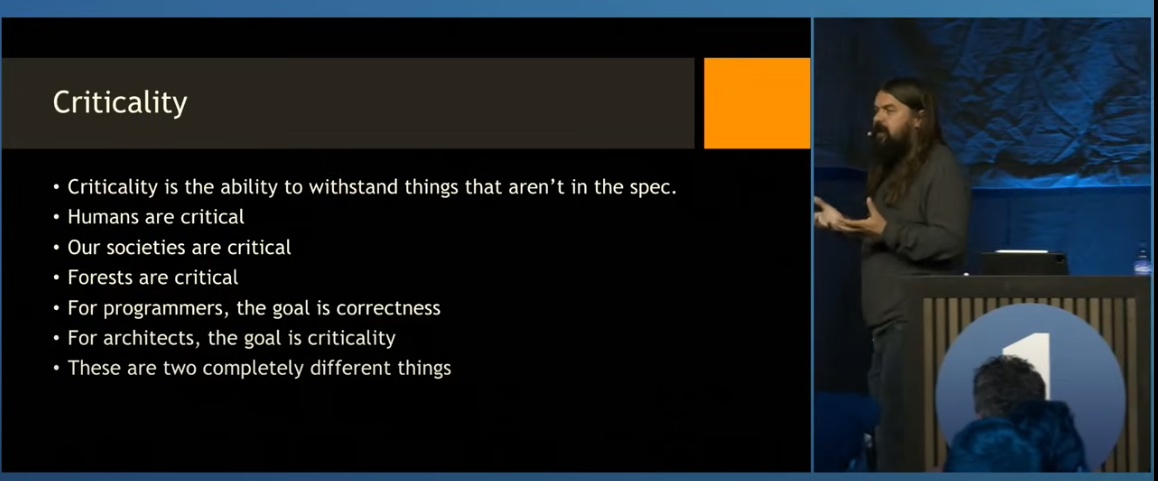 Criticality
• Criticality is the ability to withstand things that aren’t in the spec.
• Humans are critical
• Our societies are critical
• Forests are critical
• For programmers, the goal is correctness
• For architects, the goal is criticality
• These are two completely different things
1